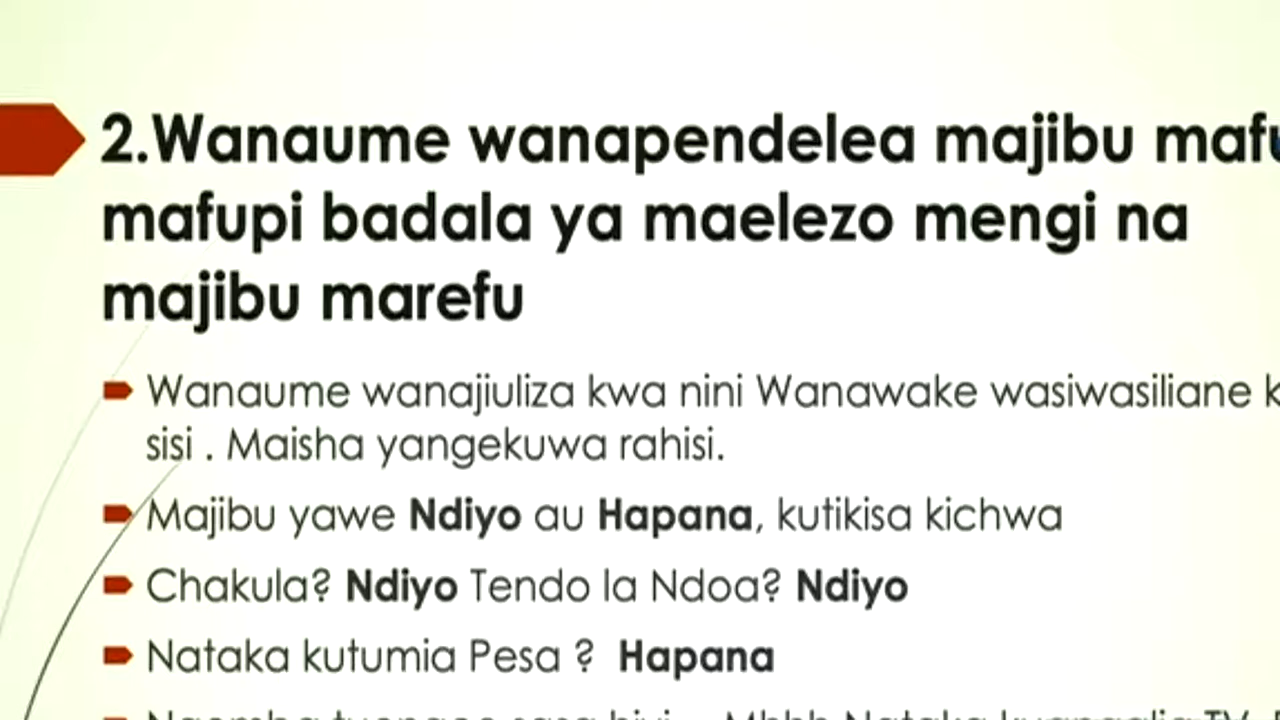 2.Wanaume wanapendelea majibu
mafupi badala ya maelezo mengi na
majibu marefu
Wanaume wanajiuliza kwa nini Wanawake wasiwasiliane
sisi . Maisha yangekuwa rahisi.
Majibu yawe Ndiyo au Hapana, kutikisa kichwa
Chakula? Ndiyo Tendo la Ndoa? Ndiyo
Nataka kutumia Pesa ? Hapana